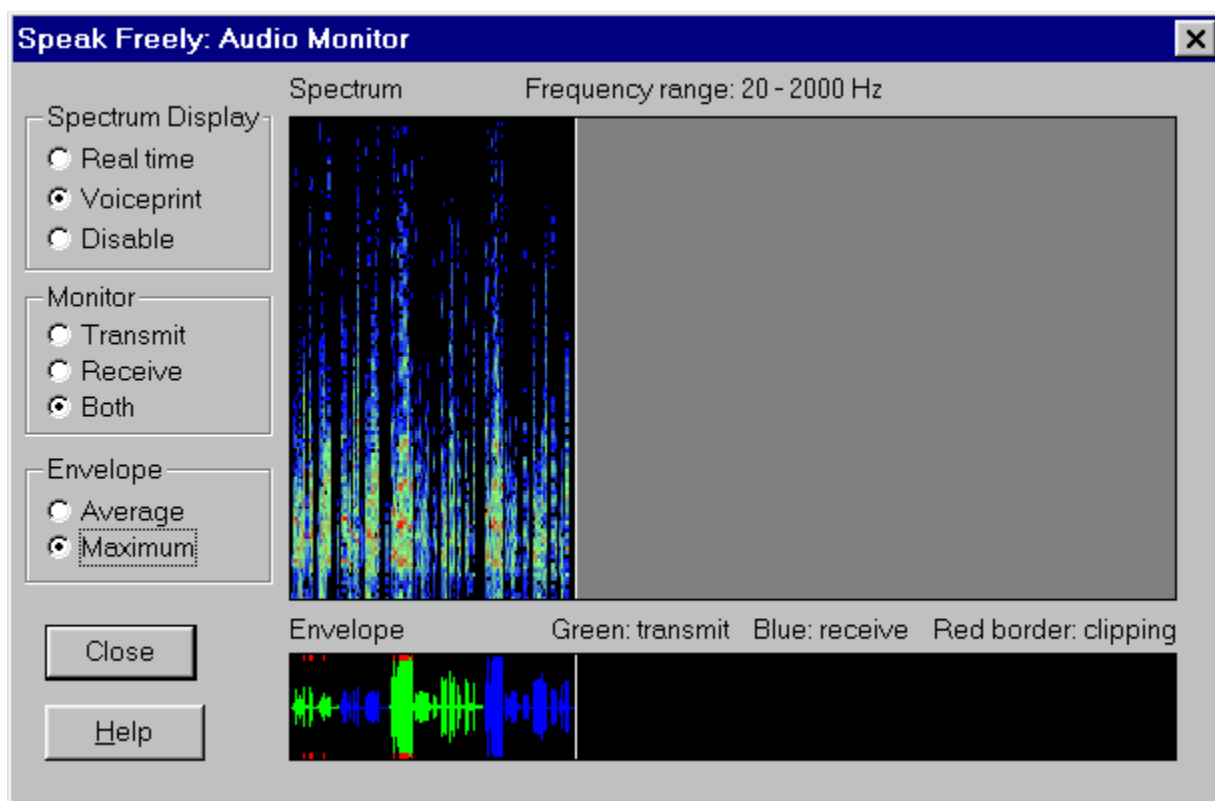 Speak Freely: Audio Monitor
Spectrum Frequency range: 20 - 2000 Hz
Spectrum Display
Real time
Voiceprint
Disable
Monitor
Transmit
Receive
Both
Envelope
Average
Maximum
Close
Help
Envelope Green: transmit Blue: receive Red border: clipping